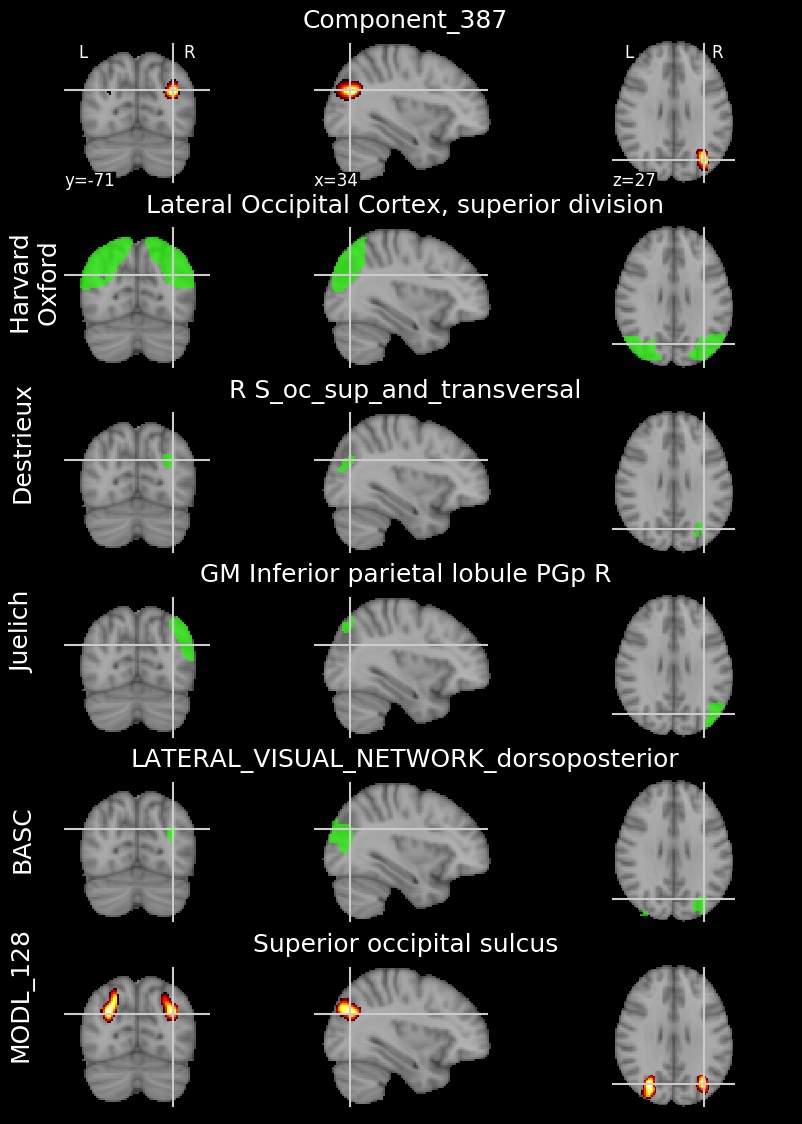 Component_387
L R
L R
y=-71 x=34 z=27
Lateral Occipital Cortex, superior division
Harvard
Oxford
R S_oc_sup_and_transversal
Destrieux
GM Inferior parietal lobule PGp R
Juelich
LATERAL_VISUAL_NETWORK_dorsoposterior
BASC
Superior occipital sulcus
MODL_128